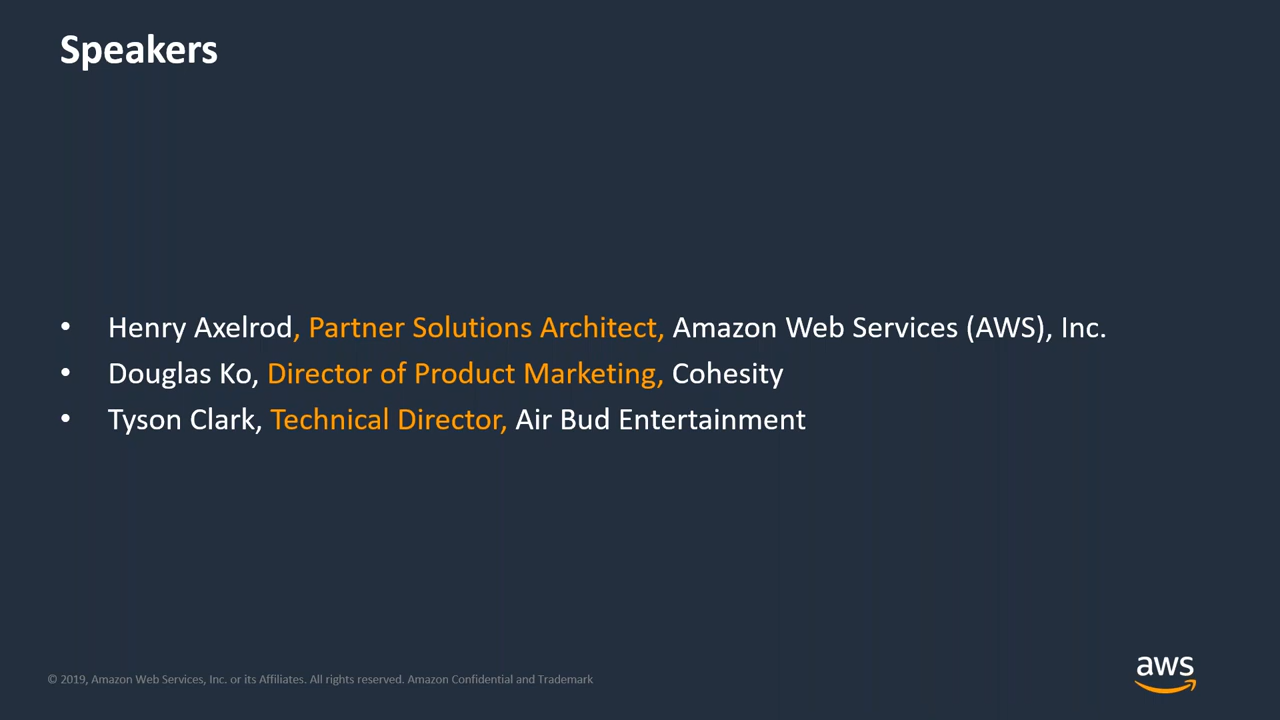 Speakers
• Henry Axelrod, Partner Solutions Architect, Amazon Web Services (AWS), Inc.
• Douglas Ko, Director of Product Marketing, Cohesity
• Tyson Clark, Technical Director, Air Bud Entertainment
© 2019, Amazon Web Services, Inc. or its Affiliates. All rights reserved. Amazon Confidential and Trademark
aws